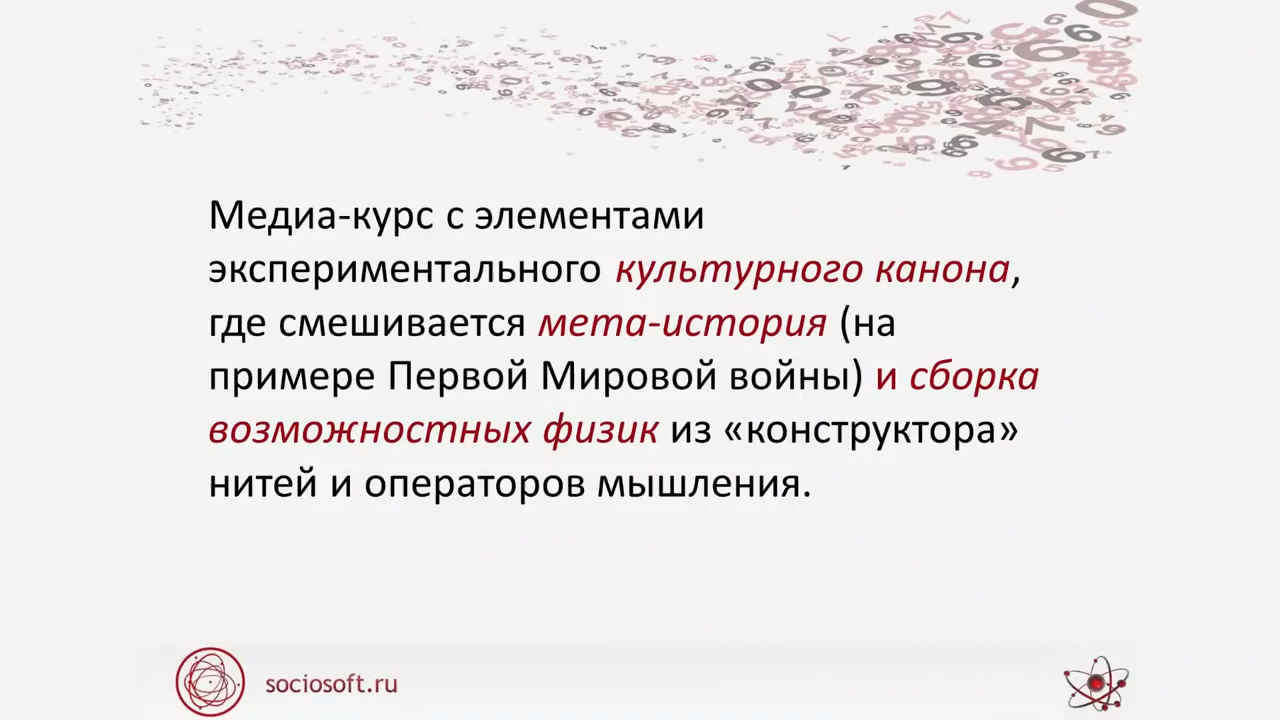 Медиа-курс с элементами
экспериментального культурного канона,
где смешивается мета-история (на
примере Первой Мировой войны) и сборка
возможностных физик из «конструктора»
нитей и операторов мышления.
sociosoft.ru